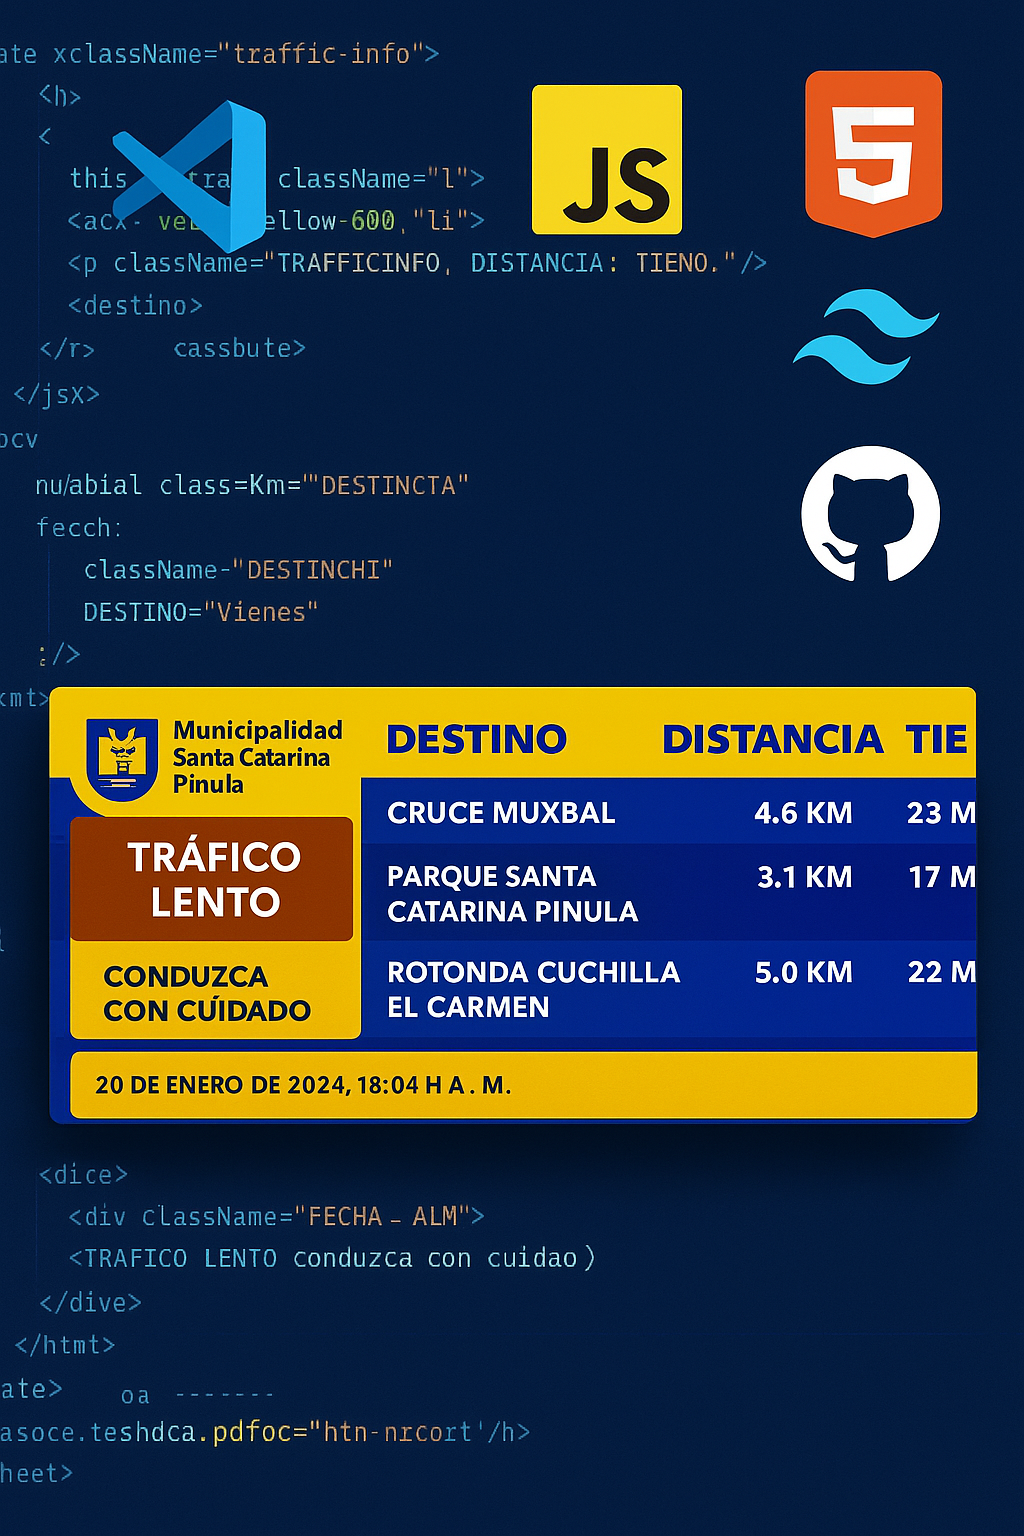 ate xclassName="traffic-info">
<h>
<
this tra className="l">
<acx- ve ellow-600 "li">
<p className="TRAFFICINFO, DISTANCIA: TIENO."/>
<destino>
</r> cassbute>
</jsX>
ocv
nu/abial class=Km="'DESTINCTA"
fecch:
className-"DESTINCHI"
DESTINO="Vienes"
;/>
cmt>
JS
5
Municipalidad
Santa Catarina
Pinula
TRÁFICO
LENTO
CONDUZCA
CON CUÍDADO
DESTINO DISTANCIA TIE
CRUCE MUXBAL 4.6 KM 23 M
PARQUE SANTA
CATARINA PINULA 3.1 KM 17 M
ROTONDA CUCHILLA
EL CARMEN 5.0 KM 22 M
20 DE ENERO DE 2024, 18:04 H A . M.
<dice>
<div className="FECHA – ALM">
<TRAFICO LENTO conduzca con cuidao)
</dive>
</htmt>
ate> oa -------
asoce.teshdca.pdfoc="htn-nrcort'/h>
heet>